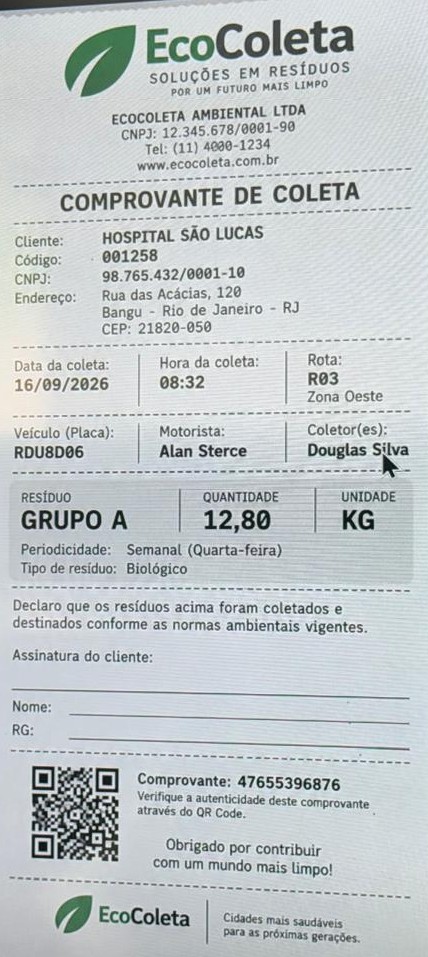 EcoColeta
SOLUÇÕES EM RESÍDUOS
POR UM FUTURO MAIS LIMPO
ECOCOLETA AMBIENTAL LTDA
CNPJ: 12.345.678/0001-90
Tel: (11) 4000-1234
www.ecocoleta.com.br
COMPROVANTE DE COLETA
Cliente: HOSPITAL SÃO LUCAS
Código: 001258
CNPJ: 98.765.432/0001-10
Endereço: Rua das Acácias, 120
Bangu - Rio de Janeiro - RJ
CEP: 21820-050
Data da coleta: Hora da coleta: Rota:
16/09/2026 08:32 R03
Zona Oeste
Veículo (Placa): Motorista: Coletor(es):
RDU8D06 Alan Sterce Douglas Silva
RESÍDUO QUANTIDADE UNIDADE
GRUPO A 12,80 KG
Periodicidade: Semanal (Quarta-feira)
Tipo de resíduo: Biológico
Declaro que os resíduos acima foram coletados e
destinados conforme as normas ambientais vigentes.
Assinatura do cliente:
Nome:
RG:
Comprovante: 47655396876
Verifique a autenticidade deste comprovante
através do QR Code.
Obrigado por contribuir
com um mundo mais limpo!
EcoColeta
Cidades mais saudáveis
para as próximas gerações.